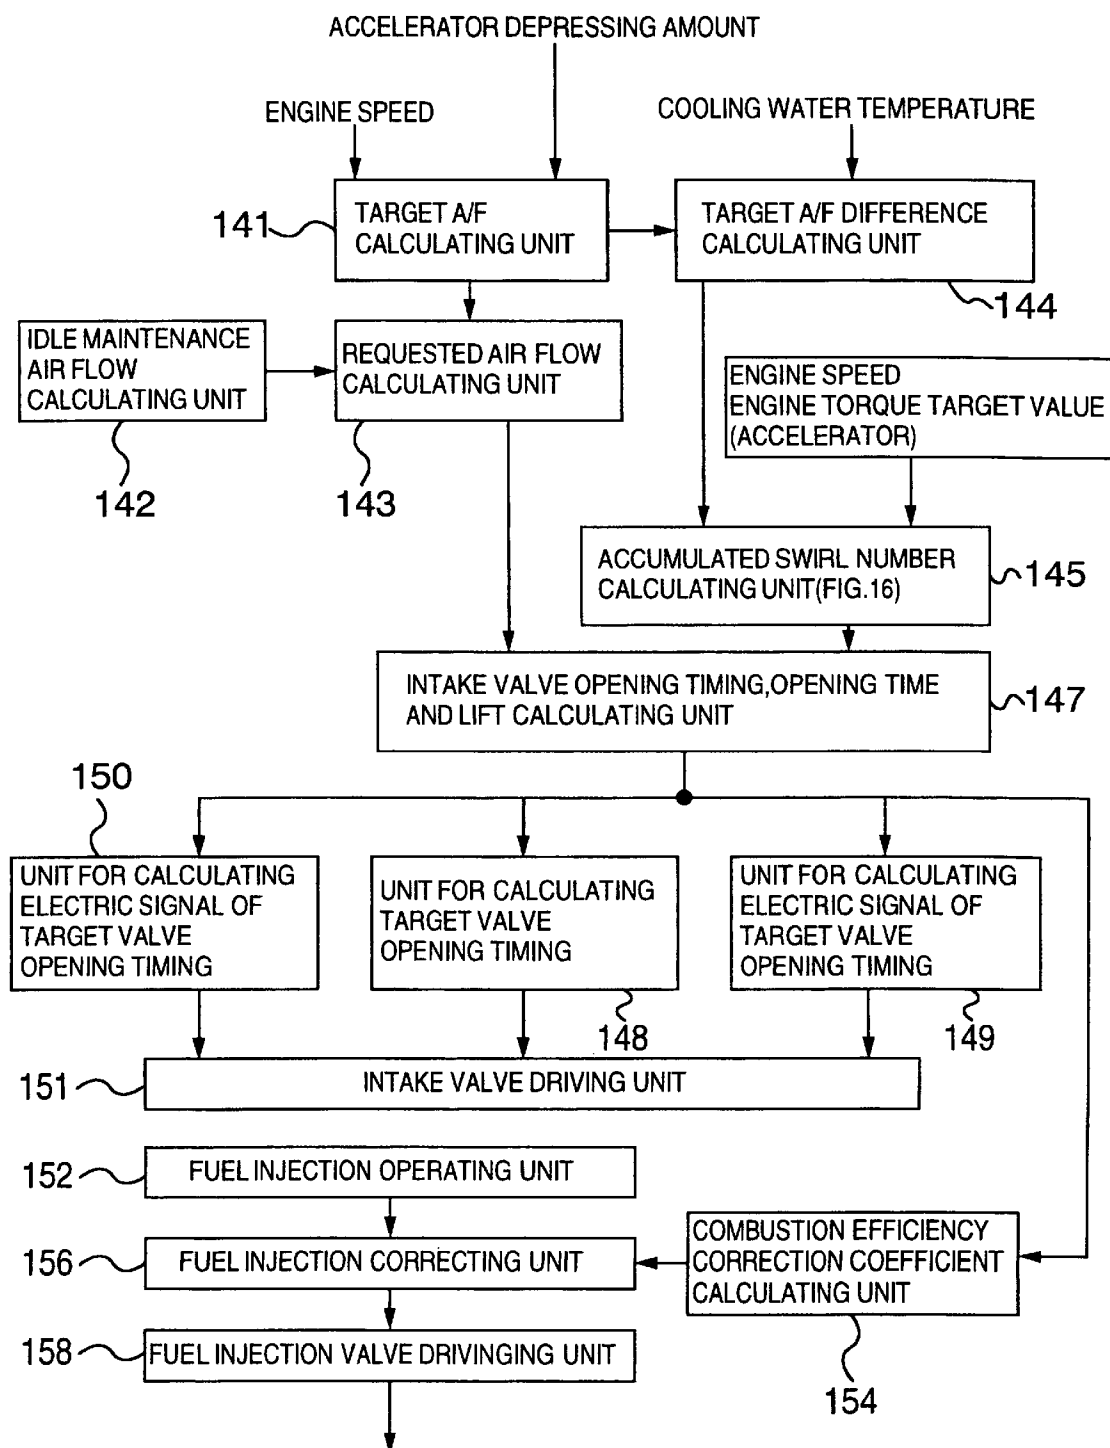 ACCELERATOR DEPRESSING AMOUNT
ENGINE SPEED
COOLING WATER TEMPERATURE
141
TARGET A/F
CALCULATING UNIT
TARGET A/F DIFFERENCE
CALCULATING UNIT
144
IDLE MAINTENANCE
AIR FLOW
CALCULATING UNIT
142
REQUESTED AIR FLOW
CALCULATING UNIT
143
ENGINE SPEED
ENGINE TORQUE TARGET VALUE
(ACCELERATOR)
ACCUMULATED SWIRL NUMBER
CALCULATING UNIT(FIG.16)
145
INTAKE VALVE OPENING TIMING,OPENING TIME
AND LIFT CALCULATING UNIT
147
150
UNIT FOR CALCULATING
ELECTRIC SIGNAL OF
TARGET VALVE
OPENING TIMING
UNIT FOR CALCULATING
TARGET VALVE
OPENING TIMING
148
UNIT FOR CALCULATING
ELECTRIC SIGNAL OF
TARGET VALVE
OPENING TIMING
149
151
INTAKE VALVE DRIVING UNIT
152
FUEL INJECTION OPERATING UNIT
156
FUEL INJECTION CORRECTING UNIT
COMBUSTION EFFICIENCY
CORRECTION COEFFICIENT
CALCULATING UNIT
154
158
FUEL INJECTION VALVE DRIVINGING UNIT